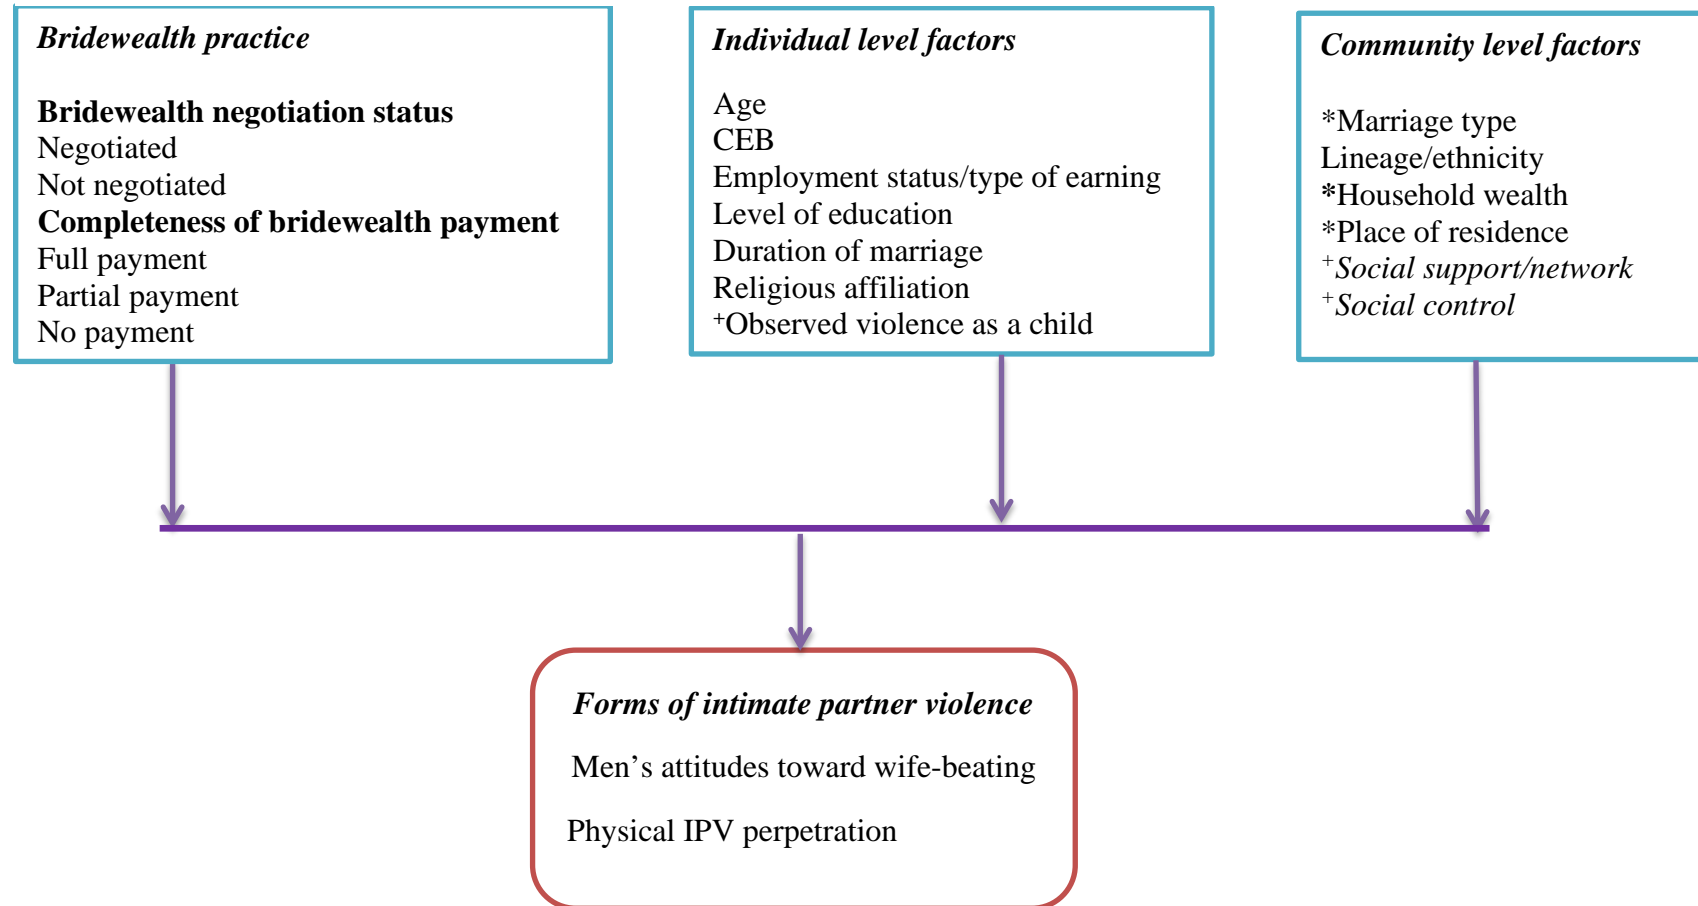 Bridewealth practice
Bridewealth negotiation status
Negotiated
Not negotiated
Completeness of bridewealth payment
Full payment
Partial payment
No payment
Individual level factors
Age
CEB
Employment status/type of earning
Level of education
Duration of marriage
Religious affiliation
+Observed violence as a child
Community level factors
*Marriage type
Lineage/ethnicity
*Household wealth
*Place of residence
+Social support/network
+Social control
Forms of intimate partner violence
Men’s attitudes toward wife-beating
Physical IPV perpetration